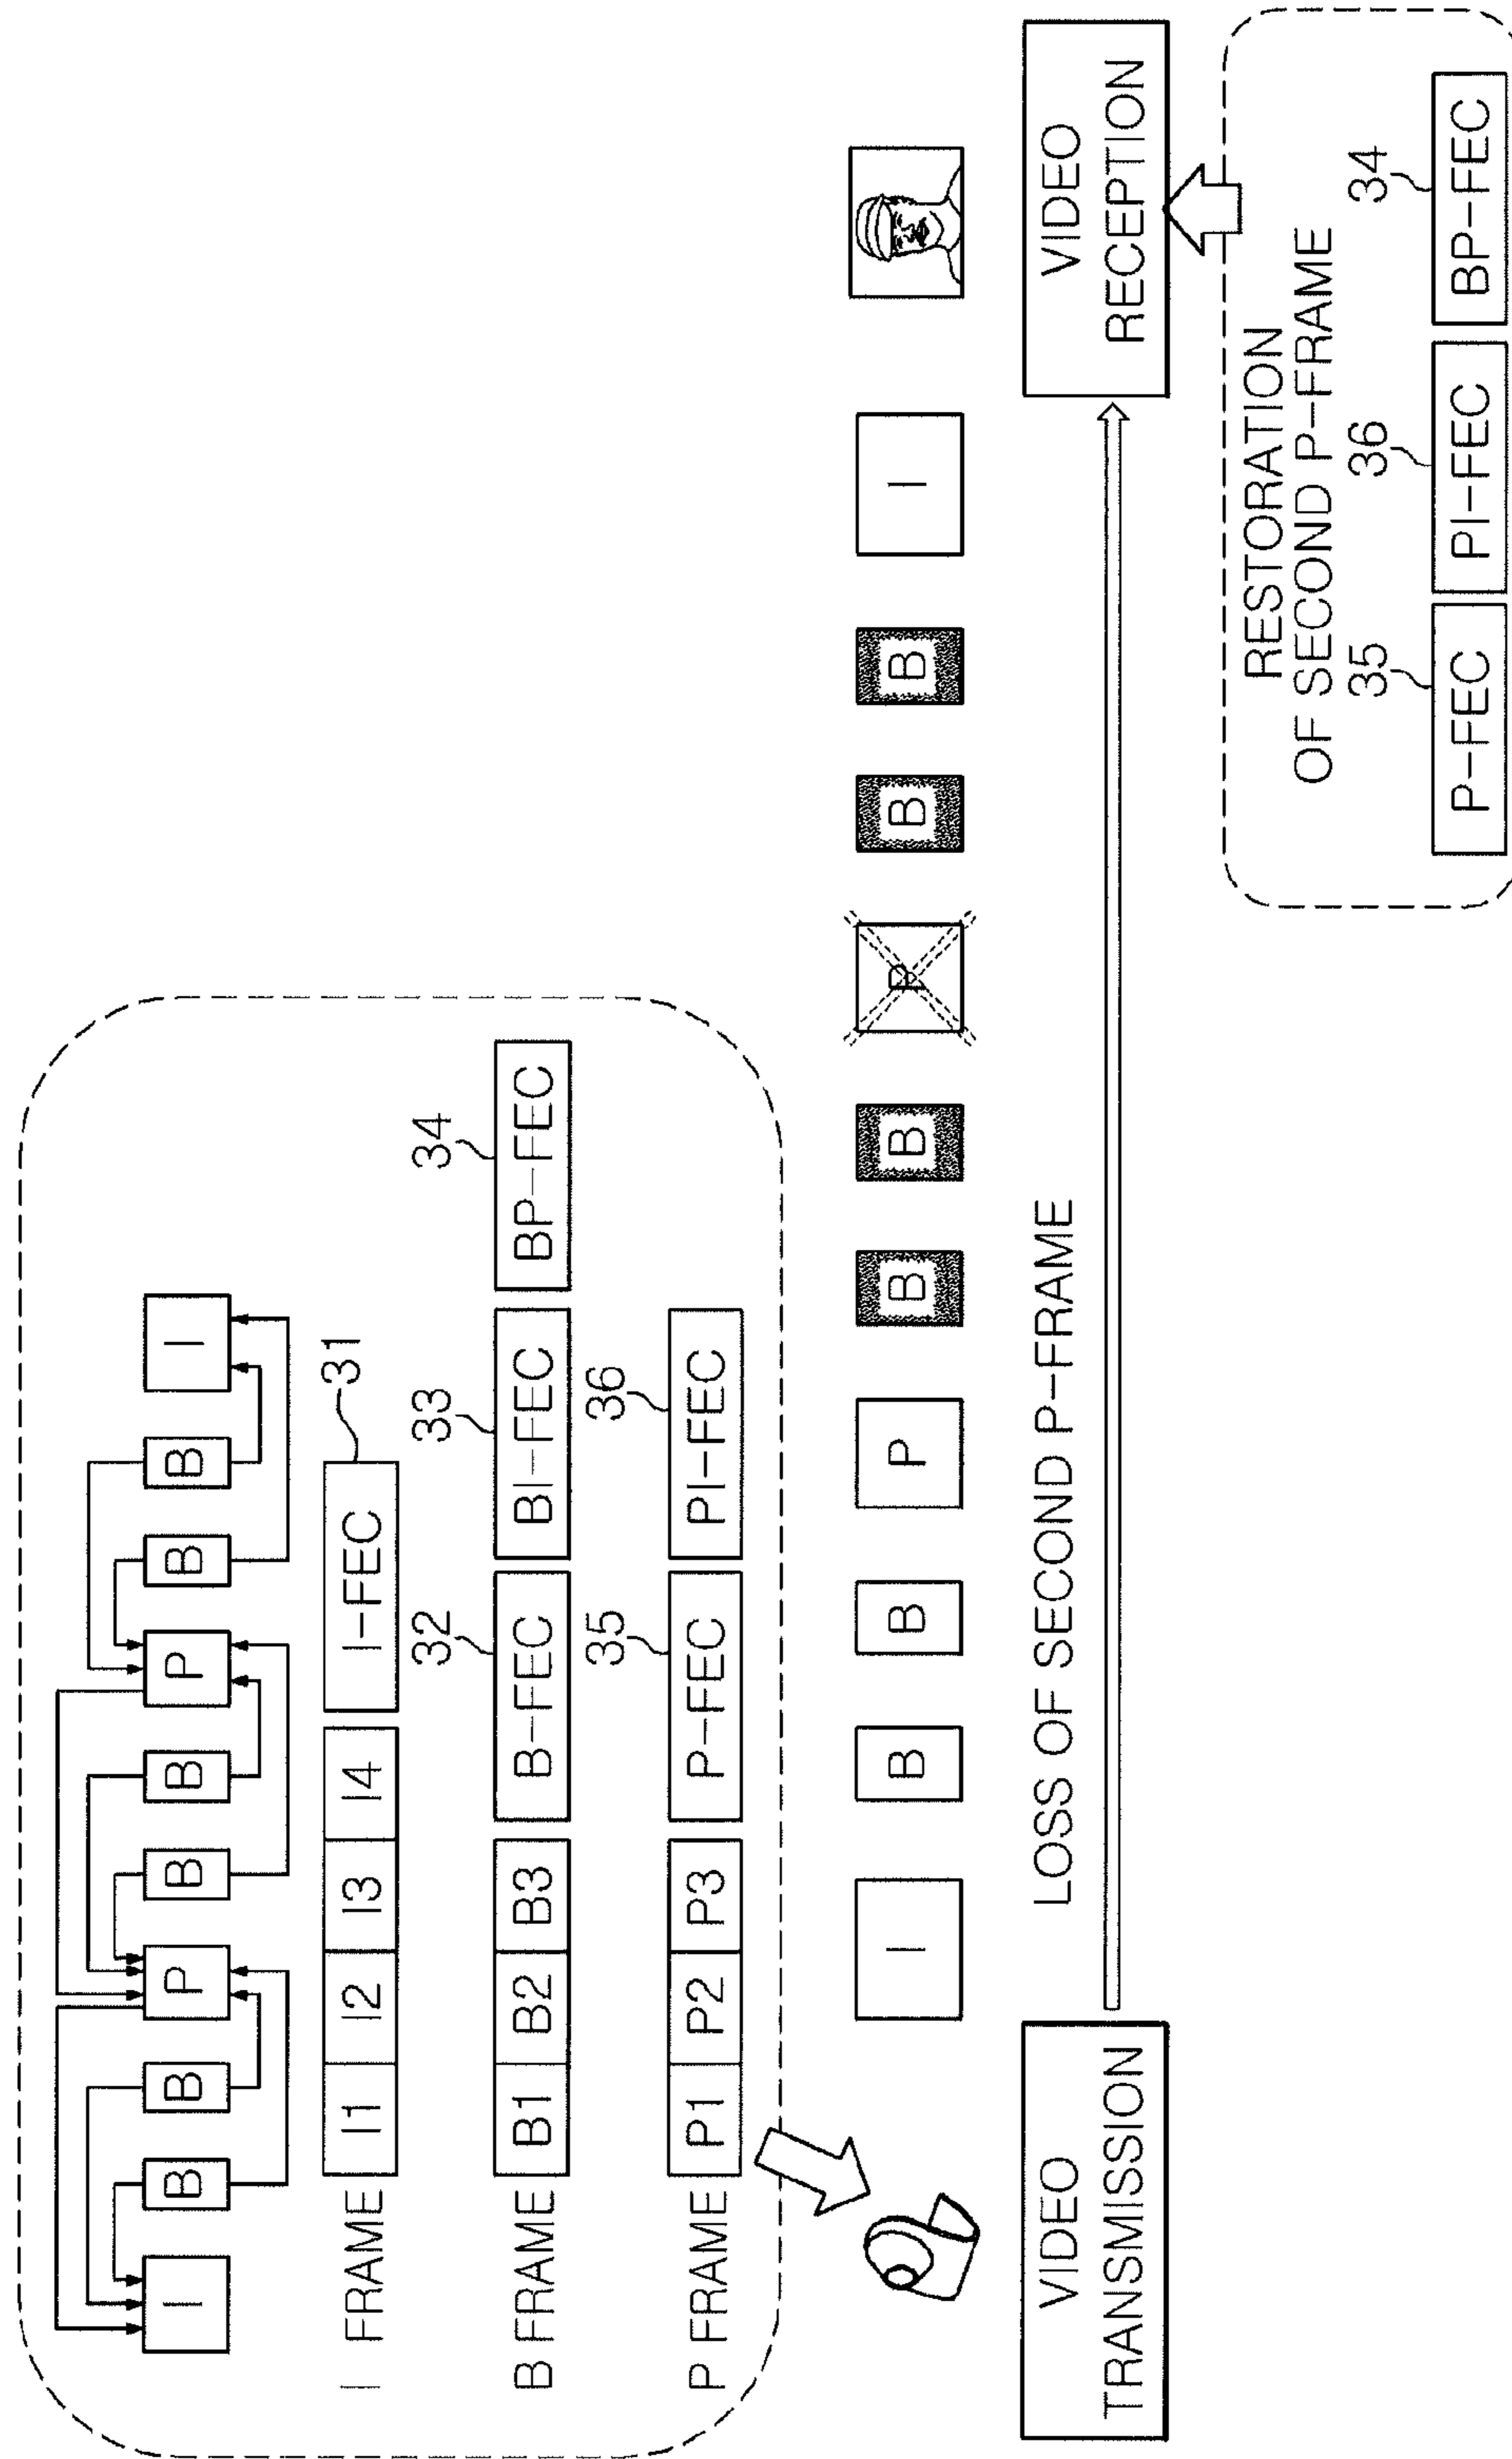 I B B P B B P B B I
I FRAME I1 I2 I3 I4 I-FEC 31
32 33 34
B FRAME B1 B2 B3 B-FEC BI-FEC BP-FEC
35 36
P FRAME P1 P2 P3 P-FEC PI-FEC
I B B P B B P B B I
LOSS OF SECOND P-FRAME
VIDEO
TRANSMISSION
VIDEO
RECEPTION
RESTORATION
OF SECOND P-FRAME
35 36 34
P-FEC PI-FEC BP-FEC